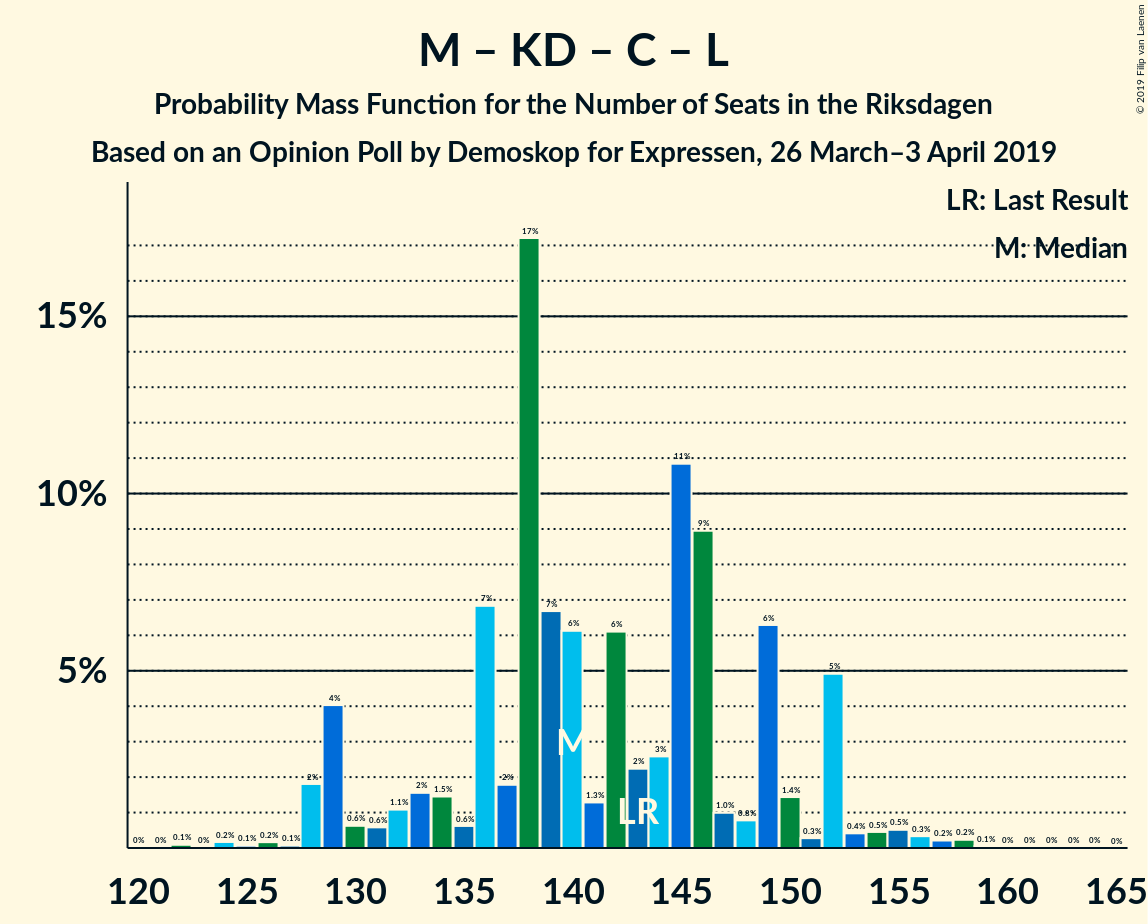 M – KD – C – L
Probability Mass Function for the Number of Seats in the Riksdagen
Based on an Opinion Poll by Demoskop for Expressen, 26 March–3 April 2019
© 2019 Filip van Laenen
LR: Last Result
M: Median
15%
10%
5%
0% 0% 0.1% 0% 0.2% 0.1% 0.2% 0.1% 2% 4% 0.6% 0.6% 1.1% 2% 1.5% 0.6% 7% 2% 17% 7% 6% 1.3% 6% 2% 3% 11% 9% 1.0% 0.8% 6% 1.4% 0.3% 5% 0.4% 0.5% 0.5% 0.3% 0.2% 0.2% 0.1% 0% 0% 0% 0% 0% 0%
M
LR
120 125 130 135 140 145 150 155 160 165